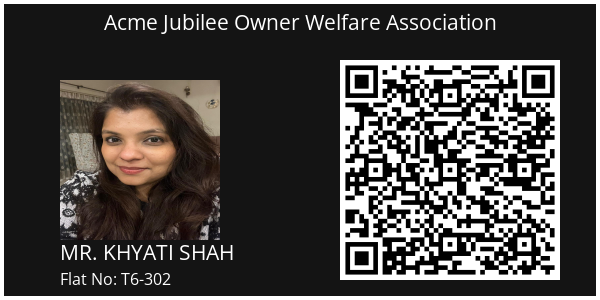 Acme Jubilee Owner Welfare Association
MR. KHYATI SHAH
Flat No: T6-302